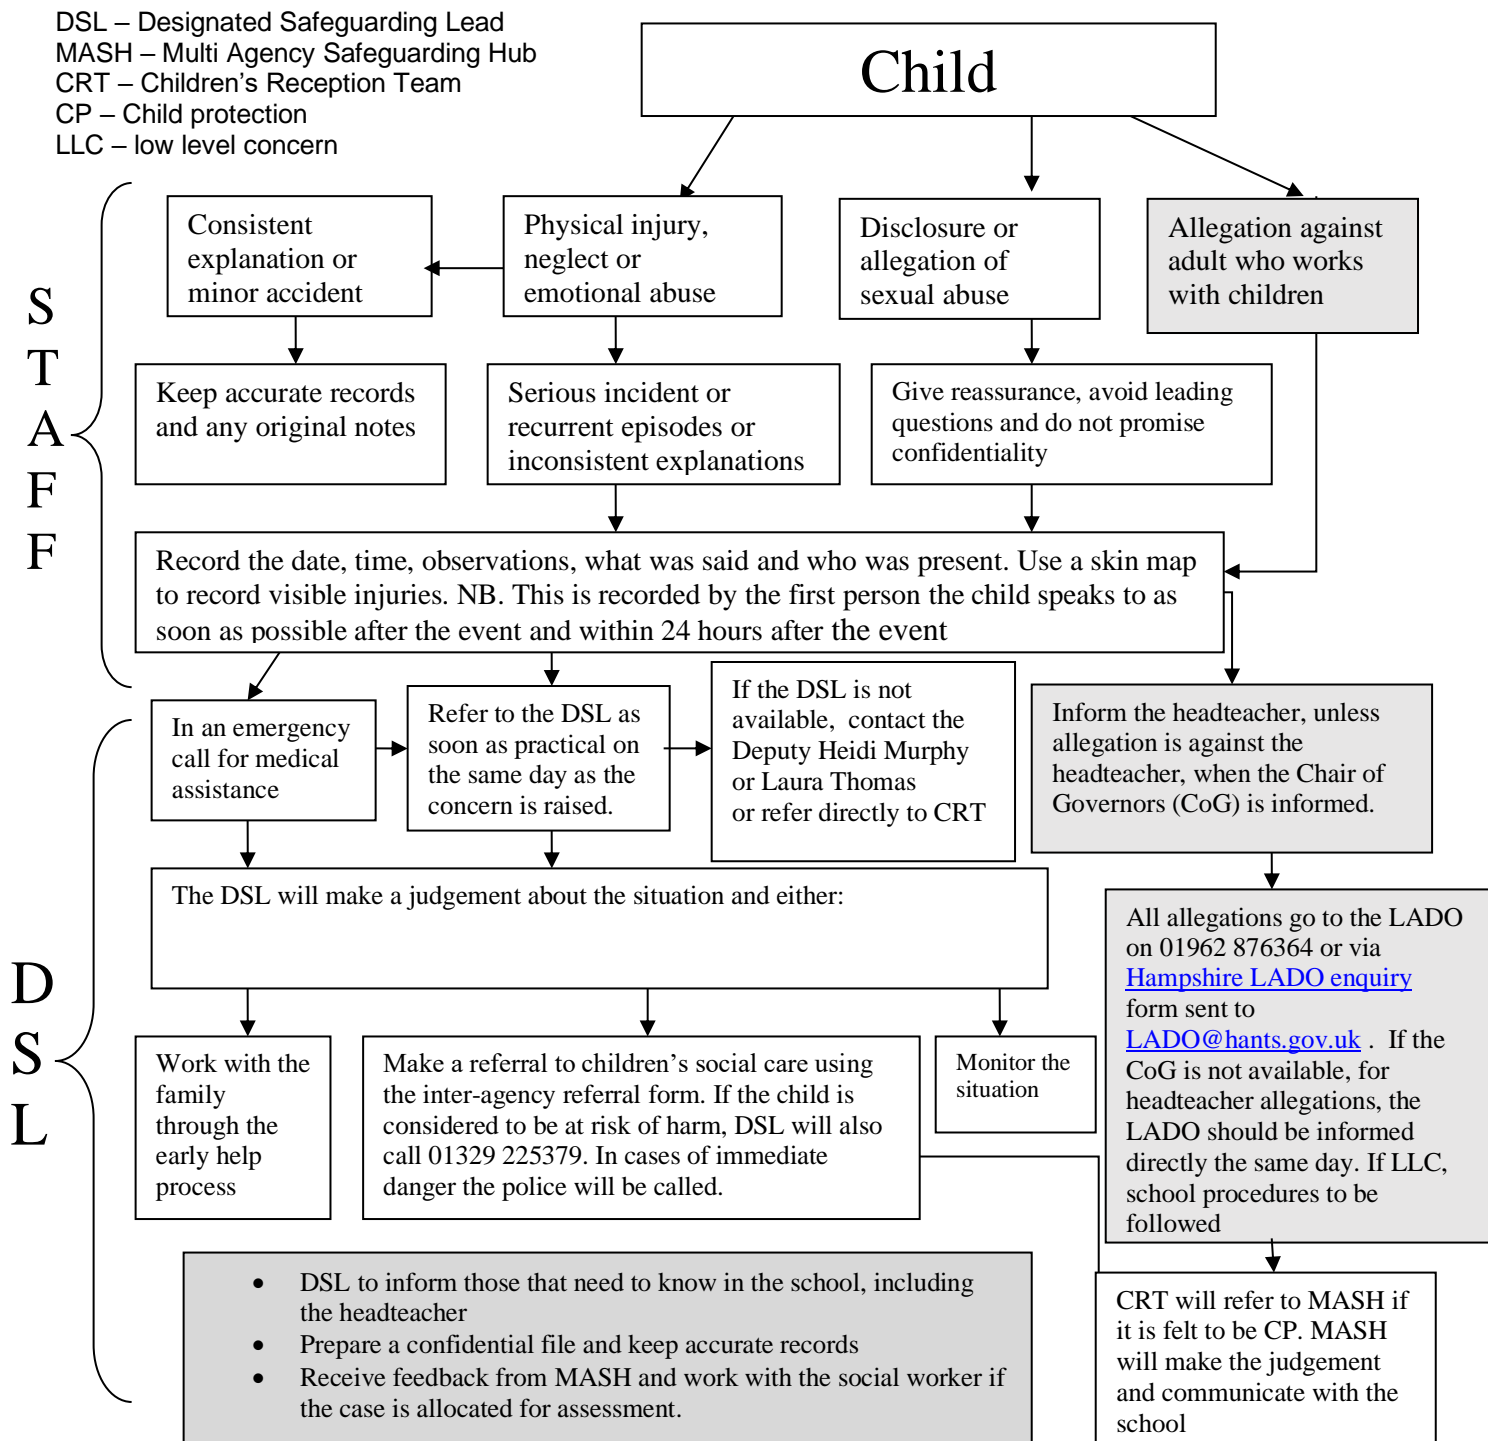 DSL – Designated Safeguarding Lead
MASH – Multi Agency Safeguarding Hub
CRT – Children's Reception Team
CP – Child protection
LLC – low level concern
Child
S
T
A
F
F
Consistent
explanation or
minor accident
Physical injury,
neglect or
emotional abuse
Disclosure or
allegation of
sexual abuse
Allegation against
adult who works
with children
Keep accurate records
and any original notes
Serious incident or
recurrent episodes or
inconsistent explanations
Give reassurance, avoid leading
questions and do not promise
confidentiality
Record the date, time, observations, what was said and who was present. Use a skin map
to record visible injuries. NB. This is recorded by the first person the child speaks to as
soon as possible after the event and within 24 hours after the event
D
S
L
In an emergency
call for medical
assistance
Refer to the DSL as
soon as practical on
the same day as the
concern is raised.
If the DSL is not
available, contact the
Deputy Heidi Murphy
or Laura Thomas
or refer directly to CRT
Inform the headteacher, unless
allegation is against the
headteacher, when the Chair of
Governors (CoG) is informed.
The DSL will make a judgement about the situation and either:
All allegations go to the LADO
on 01962 876364 or via
Hampshire LADO enquiry
form sent to
LADO@hants.gov.uk . If the
CoG is not available, for
headteacher allegations, the
LADO should be informed
directly the same day. If LLC,
school procedures to be
followed
Work with the
family
through the
early help
process
Make a referral to children's social care using
the inter-agency referral form. If the child is
considered to be at risk of harm, DSL will also
call 01329 225379. In cases of immediate
danger the police will be called.
Monitor the
situation
• DSL to inform those that need to know in the school, including
the headteacher
• Prepare a confidential file and keep accurate records
• Receive feedback from MASH and work with the social worker if
the case is allocated for assessment.
CRT will refer to MASH if
it is felt to be CP. MASH
will make the judgement
and communicate with the
school